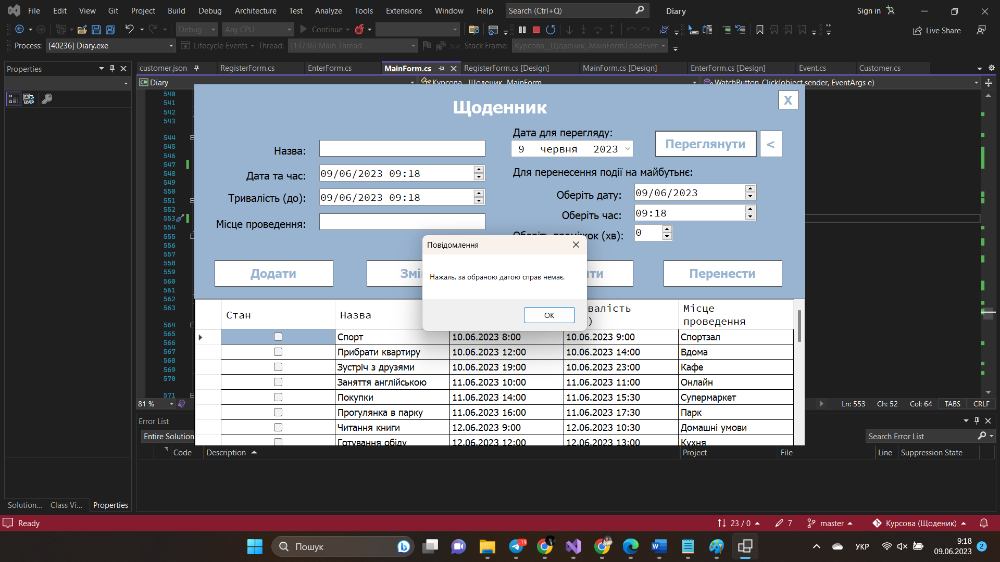 File Edit View Git Project Build Debug Architecture Test Analyze Tools Extensions Window Help Search (Ctrl+Q) Diary Sign in
Debug Any CPU Continue Live Share
Process: [40236] Diary.exe Lifecycle Events Thread: [13736] Main Thread Stack Frame: Курсова__Щоденик_.MainForm.LoadEver
Properties
customer.json RegisterForm.cs EnterForm.cs MainForm.cs RegisterForm.cs [Design] MainForm.cs [Design] EnterForm.cs [Design] Event.cs Customer.cs
Diary Курсова__Щоденик_.MainForm WatchButton_Click(object sender, EventArgs e)
540
541
542
543
544
545
546
547
548
549
550
551
552
553
554
555
556
557
558
559
560
561
562
563
564
565
566
567
568
569
570
571
Щоденник
X
Назва:
Дата та час: 09/06/2023 09:18
Тривалість (до): 09/06/2023 09:18
Місце проведення:
Дата для перегляду:
9 червня 2023
Переглянути <
Для перенесення події на майбутьнє:
Оберіть дату: 09/06/2023
Оберіть час: 09:18
(хв): 0
Додати Змі ити Перенести
Повідомлення
Нажаль, за обраною датою справ немає.
OK
Стан Назва валість ) Місце проведення
Спорт 10.06.2023 8:00 10.06.2023 9:00 Спортзал
Прибрати квартиру 10.06.2023 12:00 10.06.2023 14:00 Вдома
Зустріч з друзями 10.06.2023 19:00 10.06.2023 23:00 Кафе
Заняття англійською 11.06.2023 10:00 11.06.2023 11:00 Онлайн
Покупки 11.06.2023 14:00 11.06.2023 15:30 Супермаркет
Прогулянка в парку 11.06.2023 16:00 11.06.2023 17:30 Парк
Читання книги 12.06.2023 9:00 12.06.2023 10:30 Домашні умови
Готування обіду 12.06.2023 12:00 12.06.2023 13:00 Кухня
81 % Ln: 553 Ch: 52 Col: 64 TABS CRLF
Error List
Entire Solution Search Error List
Code Description Project File Line Suppression State
Solution... Class Vi... Properties
Ready 23 / 0 7 master Курсова (Щоденик)
Пошук ..19 УКР 9:18
09.06.2023 2